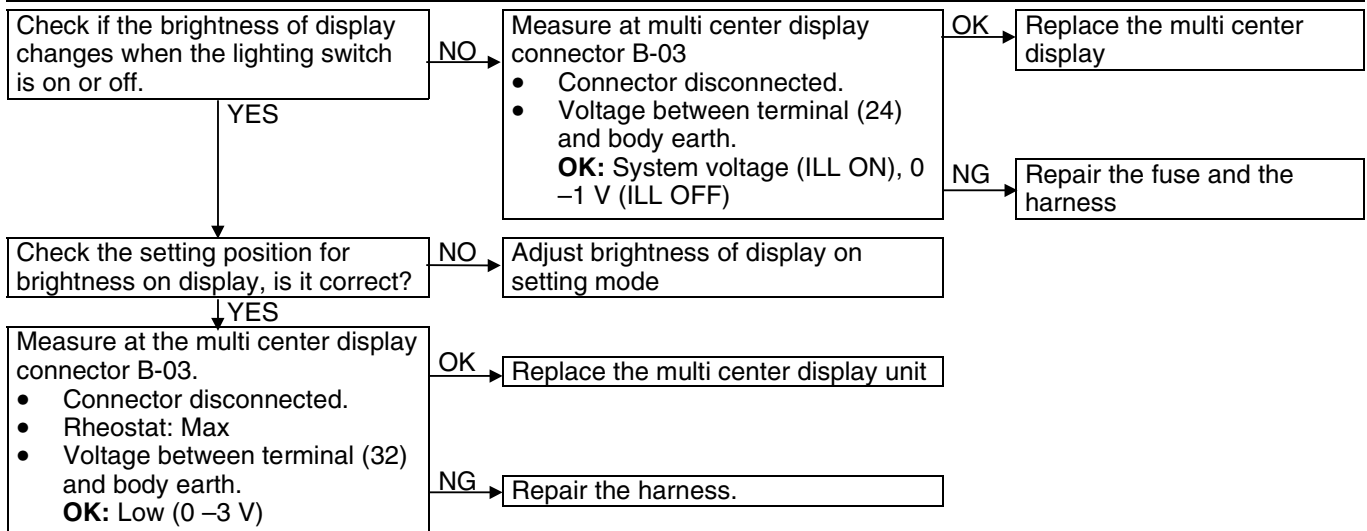 Check if the brightness of display
changes when the lighting switch
is on or off.
NO
Measure at multi center display
connector B-03
• Connector disconnected.
• Voltage between terminal (24)
and body earth.
OK: System voltage (ILL ON), 0
–1 V (ILL OFF)
OK
Replace the multi center
display
NG
Repair the fuse and the
harness
YES
Check the setting position for
brightness on display, is it correct?
NO
Adjust brightness of display on
setting mode
YES
Measure at the multi center display
connector B-03.
• Connector disconnected.
• Rheostat: Max
• Voltage between terminal (32)
and body earth.
OK: Low (0 –3 V)
OK
Replace the multi center display unit
NG
Repair the harness.